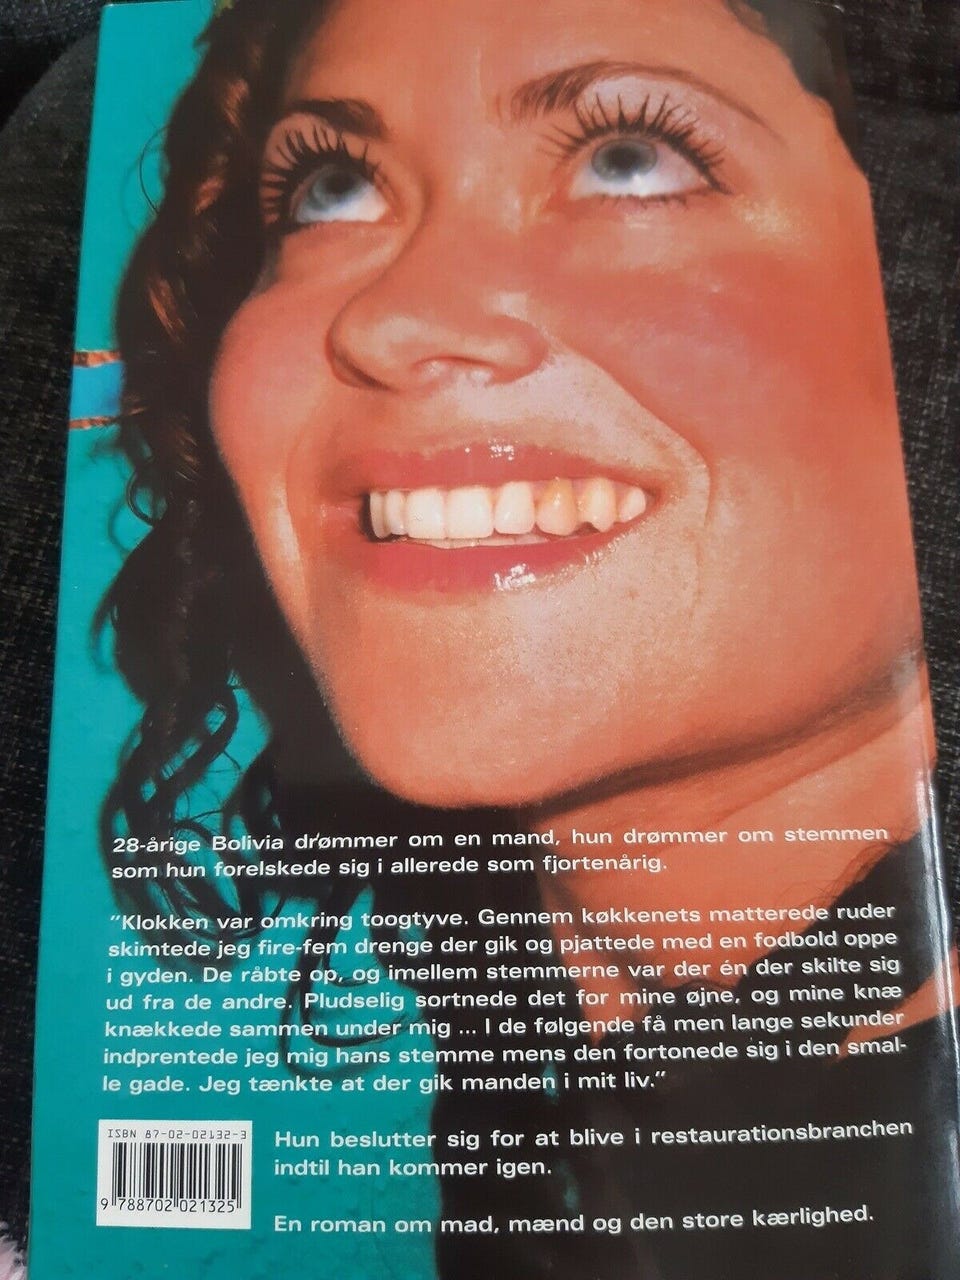 28-årige Bolivia drømmer om en mand, hun drømmer om stemmen
som hun forelskede sig i allerede som fjortenårig.
"Klokken var omkring toogtyve. Gennem køkkenets matterede ruder
skimtede jeg fire-fem drenge der gik og pjattede med en fodbold oppe
i gyden. De råbte op, og imellem stemmerne var der én der skilte sig
ud fra de andre. Pludselig sortnede det for mine øjne, og mine knæ
knækkede sammen under mig ... I de følgende få men lange sekunder
indprentede jeg mig hans stemme mens den fortonede sig i den smal-
le gade. Jeg tænkte at der gik manden i mit liv."
ISBN 87-02-02132-3
9 788702 021325
Hun beslutter sig for at blive i restaurationsbranchen
indtil han kommer igen.
En roman om mad, mænd og den store kærlighed.